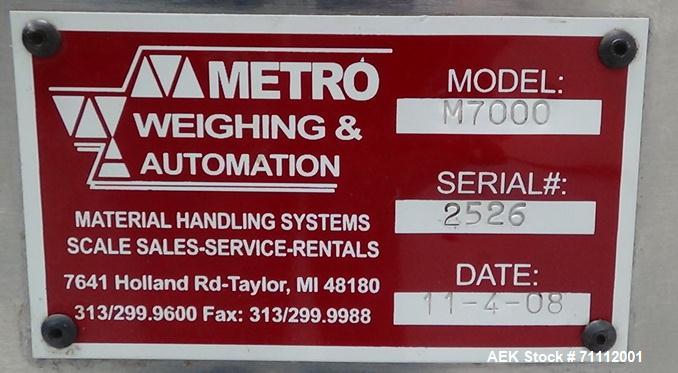 METRO
WEIGHING &
AUTOMATION
MATERIAL HANDLING SYSTEMS
SCALE SALES-SERVICE-RENTALS
7641 Holland Rd-Taylor, MI 48180
313/299.9600 Fax: 313/299.9988
MODEL:
M7000
SERIAL#:
2526
DATE:
11-4-08
AEK Stock # 71112001